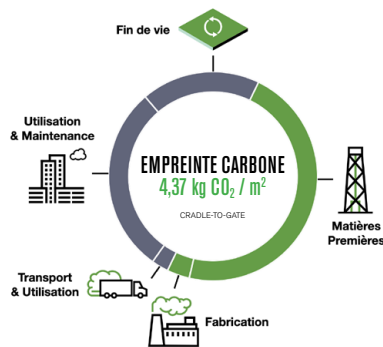 Fin de vie
Utilisation
& Maintenance
EMPREINTE CARBONE
4,37 kg CO₂ / m²
CRADLE-TO-GATE
Matières
Premières
Transport
& Utilisation
Fabrication